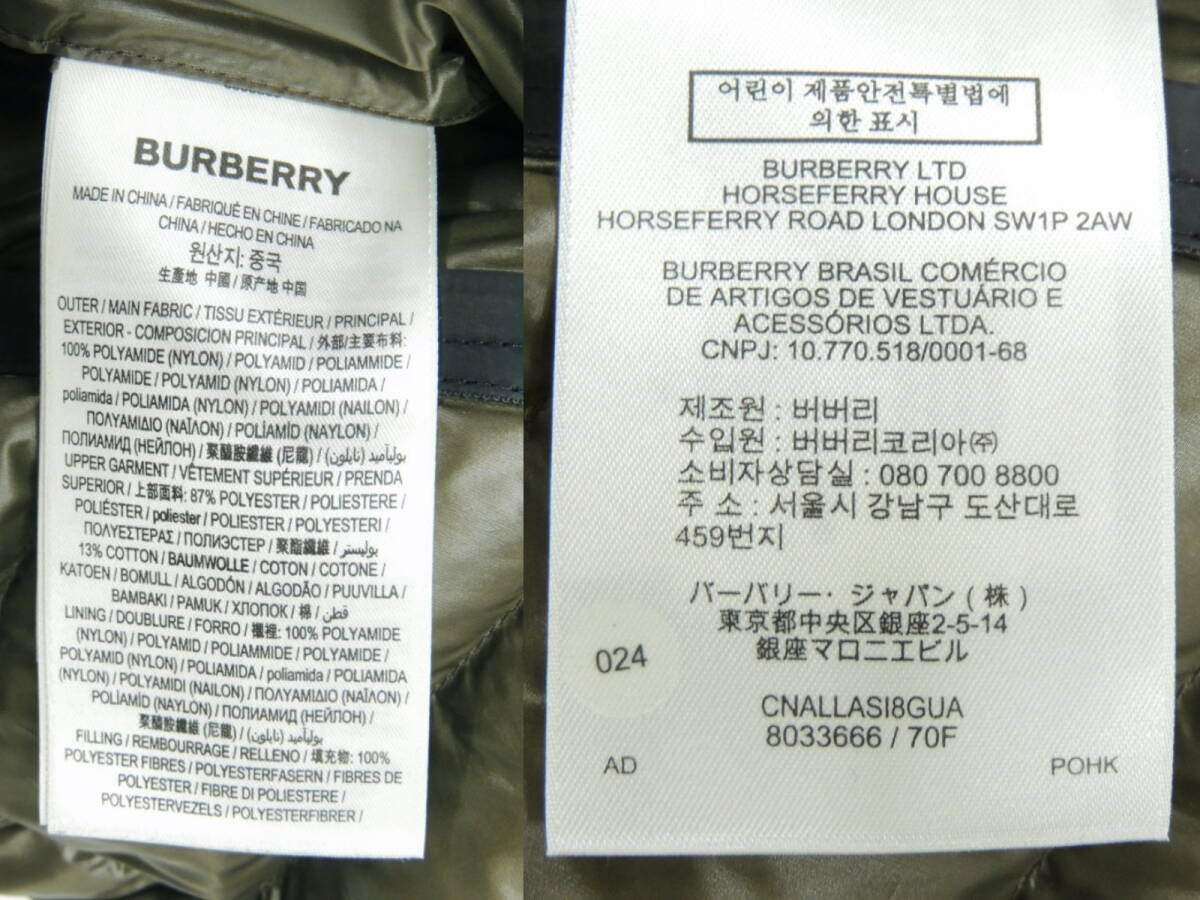 BURBERRY
MADE IN CHINA / FABRIQUÉ EN CHINE / FABRICADO NA
CHINA / HECHO EN CHINA
원산지: 중국
生產地 中國 / 原产地 中国
OUTER / MAIN FABRIC / TISSU EXTÉRIEUR / PRINCIPAL /
EXTERIOR - COMPOSICION PRINCIPAL / 外部/主要布料:
100% POLYAMIDE (NYLON) / POLYAMID / POLIAMMIDE /
POLYAMIDE / POLYAMID (NYLON) / POLIAMIDA /
poliamida / POLIAMIDA (NYLON) / POLYAMIDI (NAILON) /
ΠΟΛΥΑΜΙΔΙΟ (ΝΑΪΛΟΝ) / POLÍAMÍD (NAYLON) /
ПОЛИАМИД (НЕЙЛОН) / 聚醯胺纖維 (尼龍) / بولياميد (نايلون) /
UPPER GARMENT / VÊTEMENT SUPÉRIEUR / PRENDA
SUPERIOR / 上部面料: 87% POLYESTER / POLIESTERE /
POLIÉSTER / poliester / POLIESTER / POLYESTERI /
ΠΟΛΥΕΣΤΕΡΑΣ / ПОЛИЭСТЕР / 聚酯纖維 / بوليستر
13% COTTON / BAUMWOLLE / COTON / COTONE /
KATOEN / BOMULL / ALGODÓN / ALGODÃO / PUUVILLA /
ΒΑΜΒΑΚΙ / PAMUK / ХЛОПОК / 棉 / قطن
LINING / DOUBLURE / FORRO / 襯裡: 100% POLYAMIDE
(NYLON) / POLYAMID / POLIAMMIDE / POLYAMIDE /
POLYAMID (NYLON) / POLIAMIDA / poliamida / POLIAMIDA
(NYLON) / POLYAMIDI (NAILON) / ΠΟΛΥΑΜΙΔΙΟ (ΝΑΪΛΟΝ) /
POLÍAMÍD (NAYLON) / ПОЛИАМИД (НЕЙЛОН) /
聚醯胺纖維 (尼龍) / بولياميد (نايلون) /
FILLING / REMBOURRAGE / RELLENO / 填充物: 100%
POLYESTER FIBRES / POLYESTERFASERN / FIBRES DE
POLYESTER / FIBRE DI POLIESTERE /
POLYESTERVEZELS / POLYESTERFIBRER /
어린이 제품안전특별법에
의한 표시
BURBERRY LTD
HORSEFERRY HOUSE
HORSEFERRY ROAD LONDON SW1P 2AW
BURBERRY BRASIL COMÉRCIO
DE ARTIGOS DE VESTUÁRIO E
ACESSÓRIOS LTDA.
CNPJ: 10.770.518/0001-68
제조원 : 버버리
수입원 : 버버리코리아㈜
소비자상담실 : 080 700 8800
주 소 : 서울시 강남구 도산대로
459번지
バーバリー・ジャパン(株)
東京都中央区銀座2-5-14
銀座マロニエビル
024
CNALLASI8GUA
8033666 / 70F
AD POHK